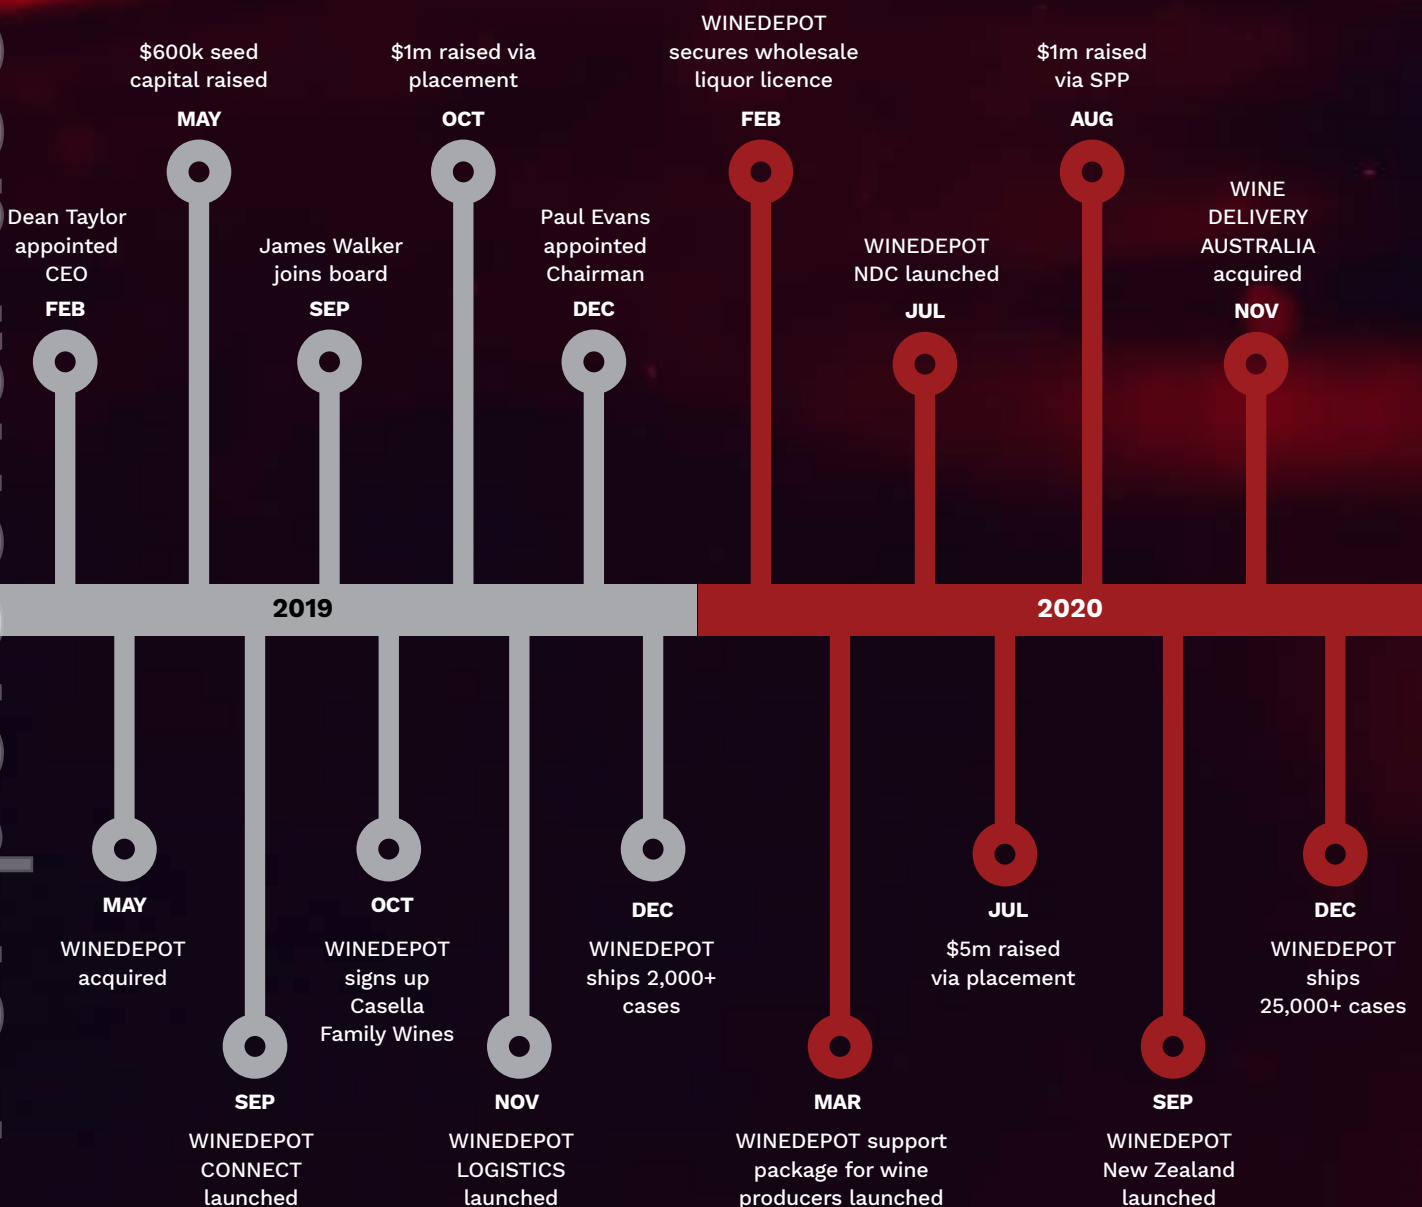 $600k seed
capital raised
MAY
$1m raised via
placement
OCT
WINEDEPOT
secures wholesale
liquor licence
FEB
$1m raised
via SPP
AUG
Dean Taylor
appointed
CEO
FEB
James Walker
joins board
SEP
Paul Evans
appointed
Chairman
DEC
WINEDEPOT
NDC launched
JUL
WINE
DELIVERY
AUSTRALIA
acquired
NOV
2019
2020
MAY
WINEDEPOT
acquired
OCT
WINEDEPOT
signs up
Casella
Family Wines
DEC
WINEDEPOT
ships 2,000+
cases
JUL
$5m raised
via placement
DEC
WINEDEPOT
ships
25,000+ cases
SEP
WINEDEPOT
CONNECT
launched
NOV
WINEDEPOT
LOGISTICS
launched
MAR
WINEDEPOT support
package for wine
producers launched
SEP
WINEDEPOT
New Zealand
launched